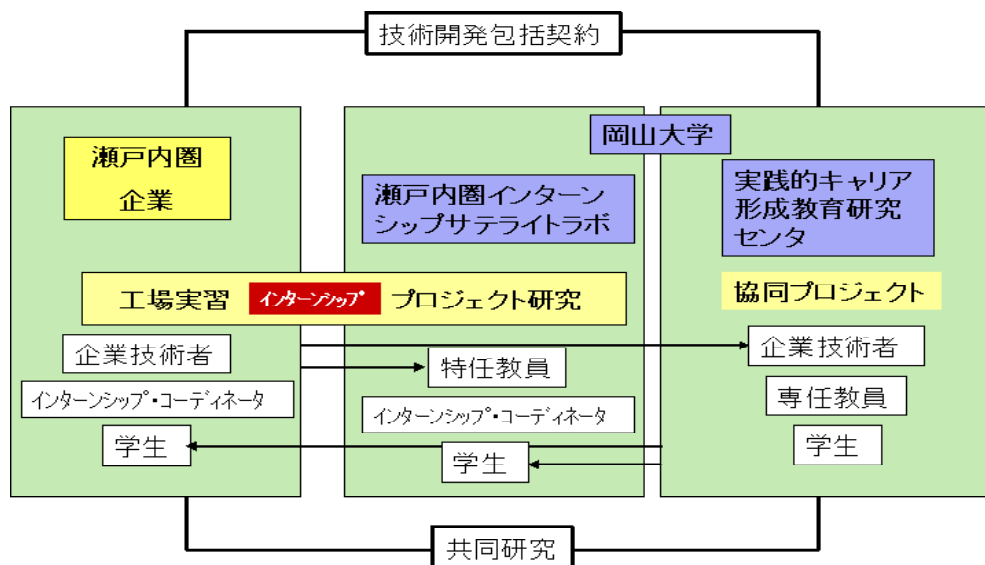 技術開発包括契約
岡山大学
瀬戸内圏
企業
瀬戸内圏インターン
シップサテライトラボ
実践的キャリア
形成教育研究
センタ
工場実習 インターンシップ プロジェクト研究
協同プロジェクト
企業技術者
インターンシップ・コーディネータ
学生
特任教員
インターンシップ・コーディネータ
学生
企業技術者
専任教員
学生
共同研究